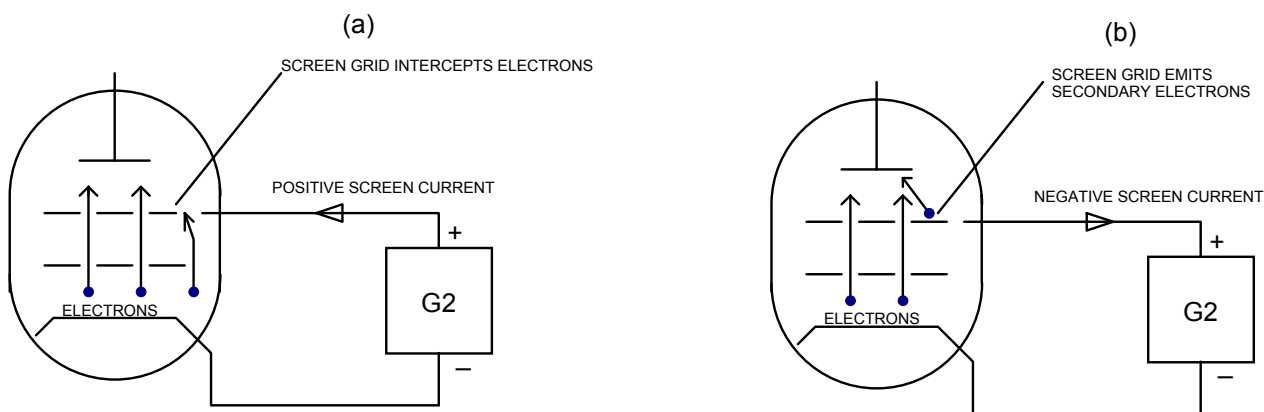 (a)
SCREEN GRID INTERCEPTS ELECTRONS
POSITIVE SCREEN CURRENT
+
G2
ELECTRONS
–
(b)
SCREEN GRID EMITS
SECONDARY ELECTRONS
NEGATIVE SCREEN CURRENT
+
G2
ELECTRONS
–